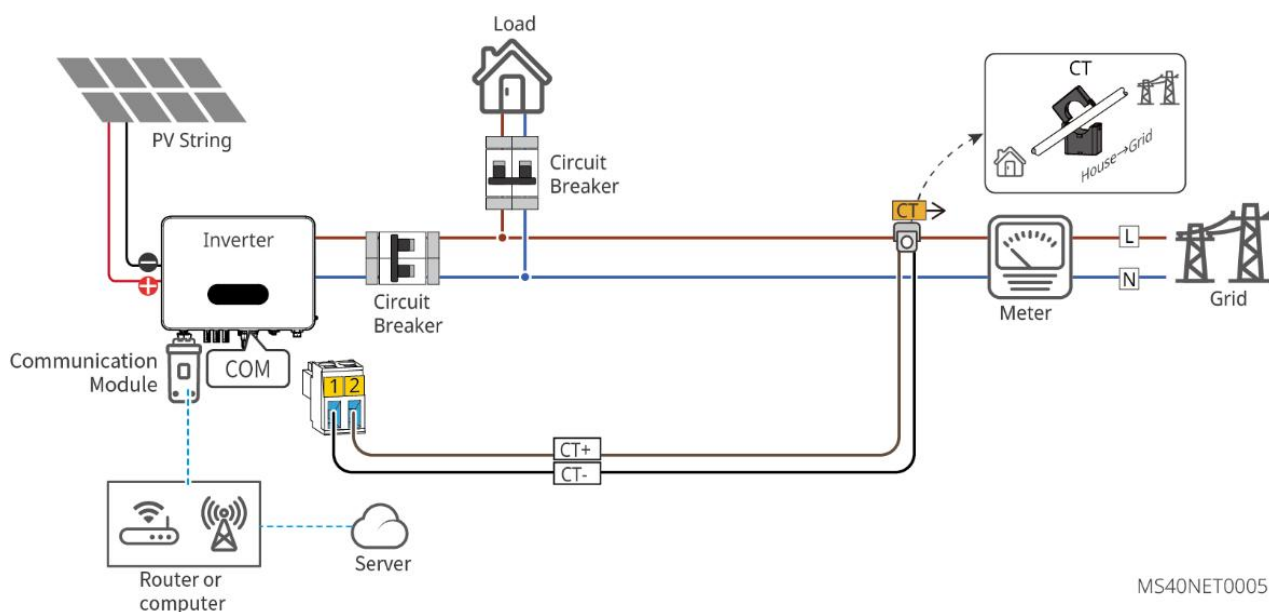 Load
CT
House→Grid
PV String
Circuit
Breaker
CT
Inverter
L
N
Circuit
Breaker
Meter
Grid
Communication
Module
COM
1 2
CT+
CT-
Router or
computer
Server
MS40NET0005